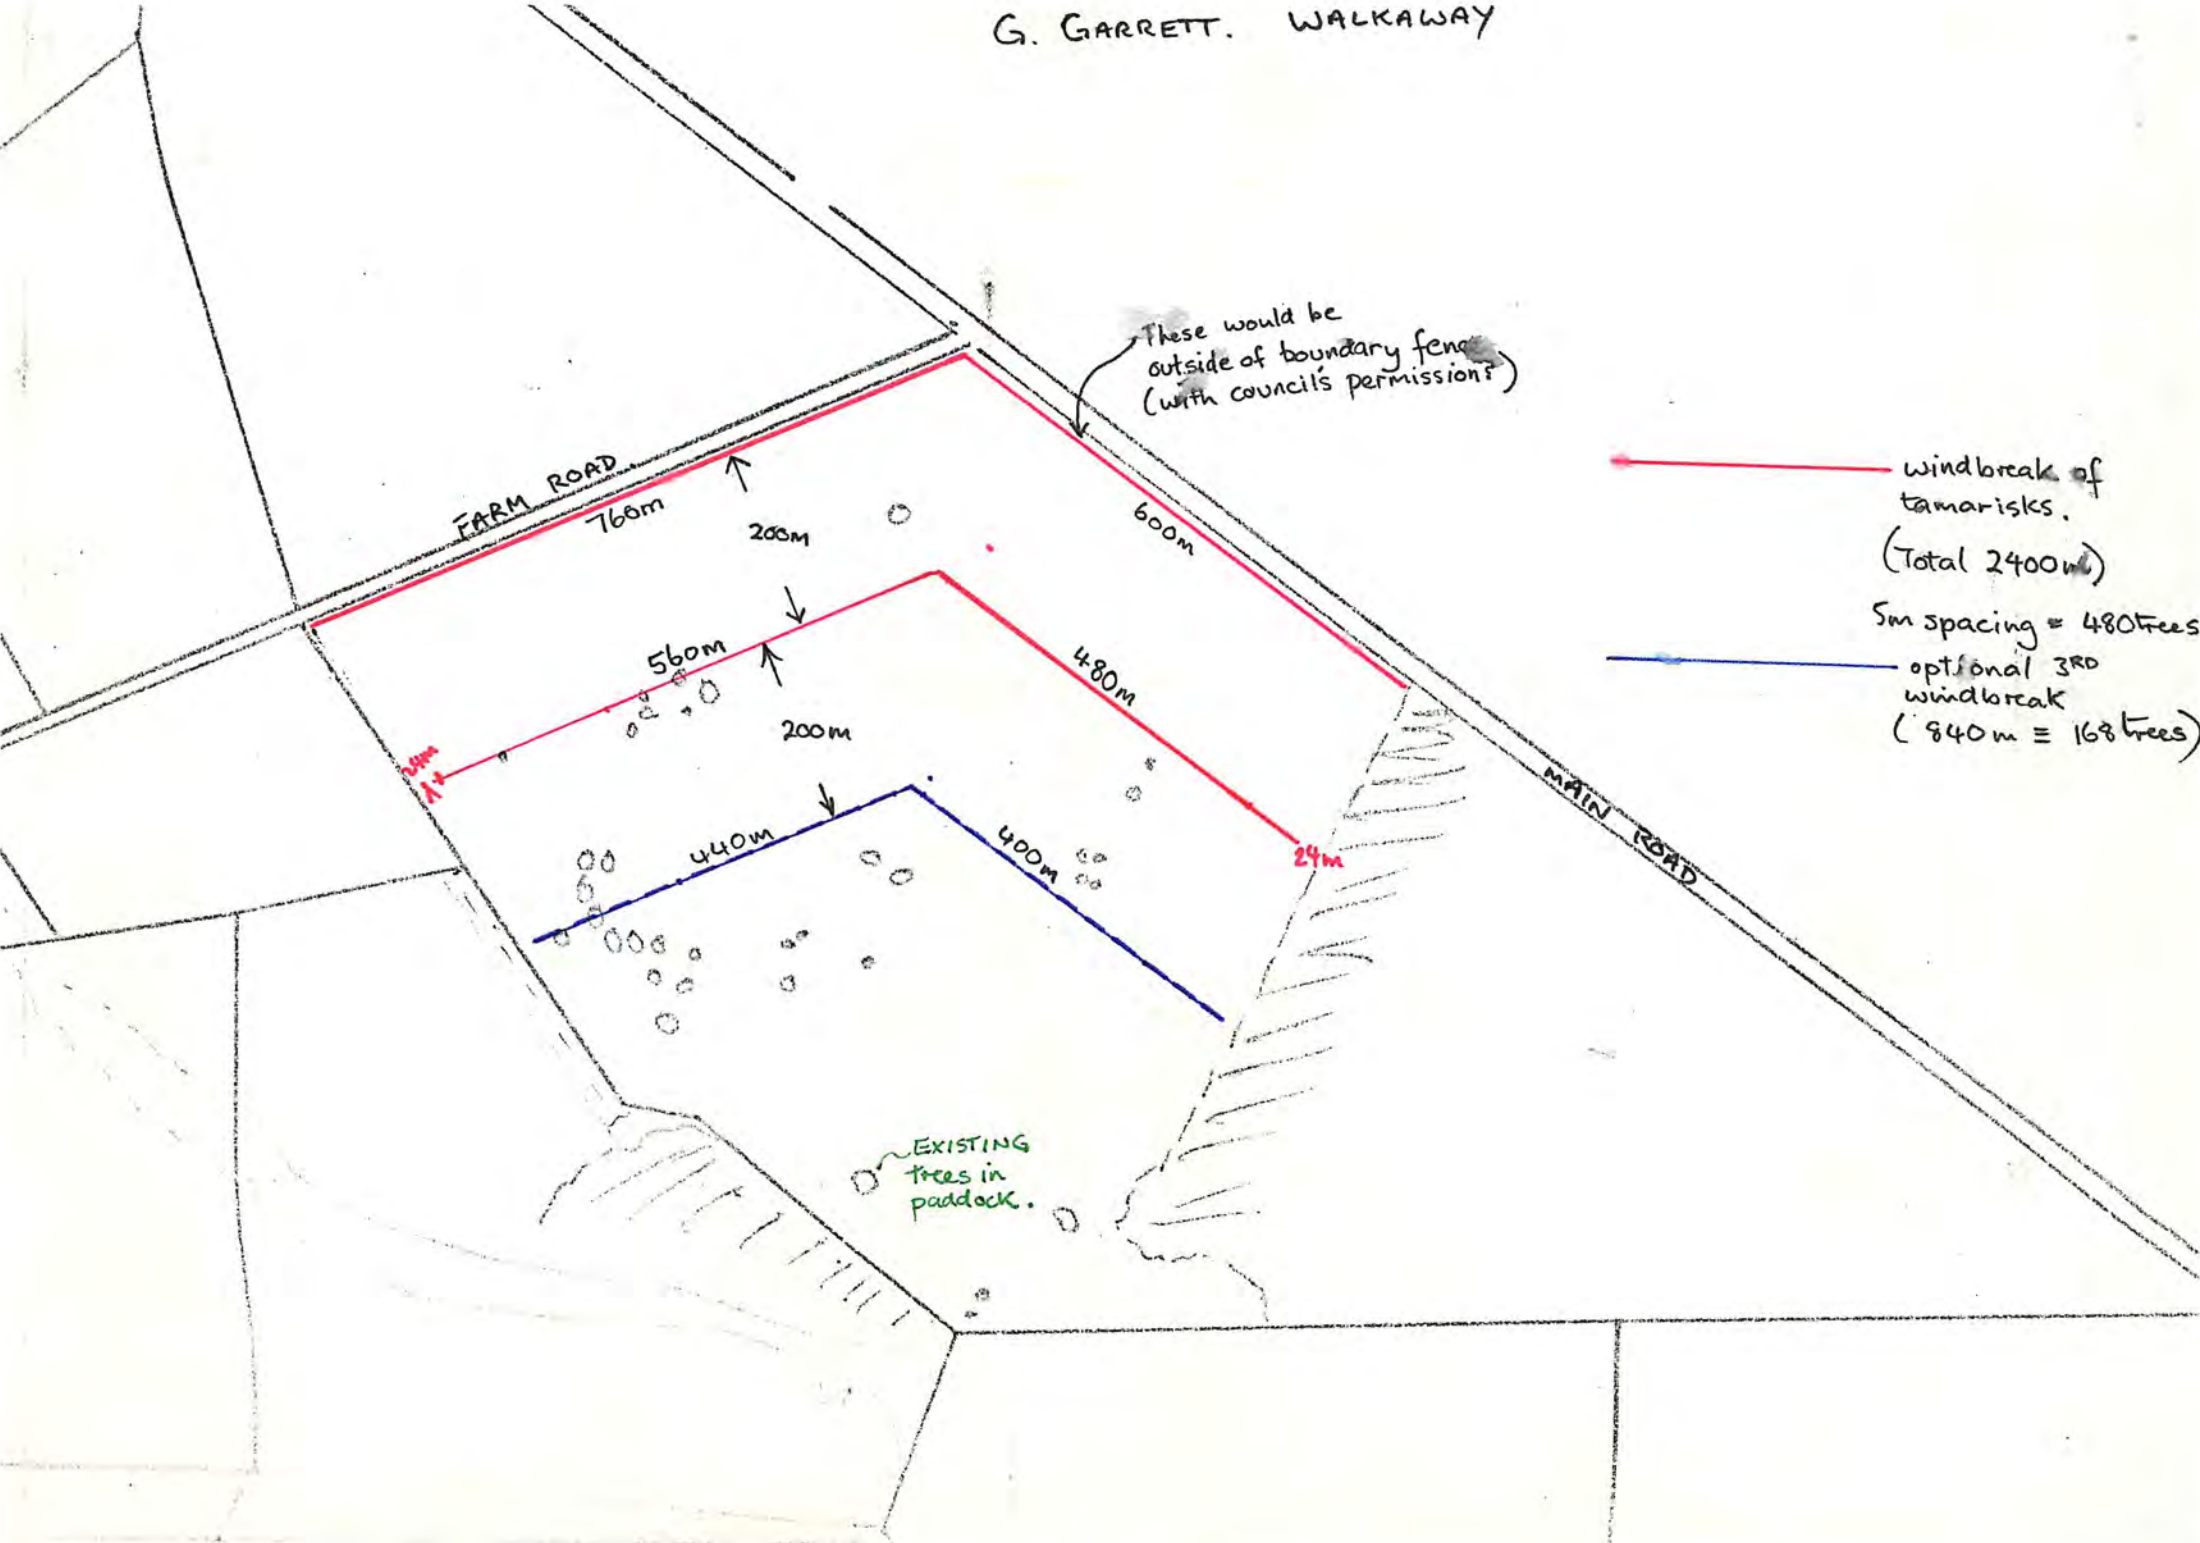 G. GARRETT. WALKAWAY
These would be
outside of boundary fence
(with council's permission?)
FARM ROAD
760m
200m
600m
windbreak of
tamarisks.
(Total 2400m)
5m spacing = 480 trees
optional 3RD
windbreak
(840m ≡ 168 trees)
560m
480m
24m
200m
MAIN ROAD
440m
400m
24m
EXISTING
trees in
paddock.